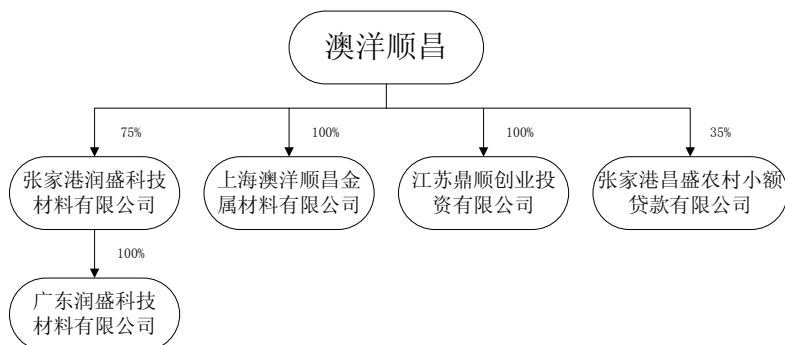 澳洋顺昌
75%
100%
100%
35%
张家港润盛科技
材料有限公司
上海澳洋顺昌金
属材料有限公司
江苏鼎顺创业投
资有限公司
张家港昌盛农村小额
贷款有限公司
100%
广东润盛科技
材料有限公司